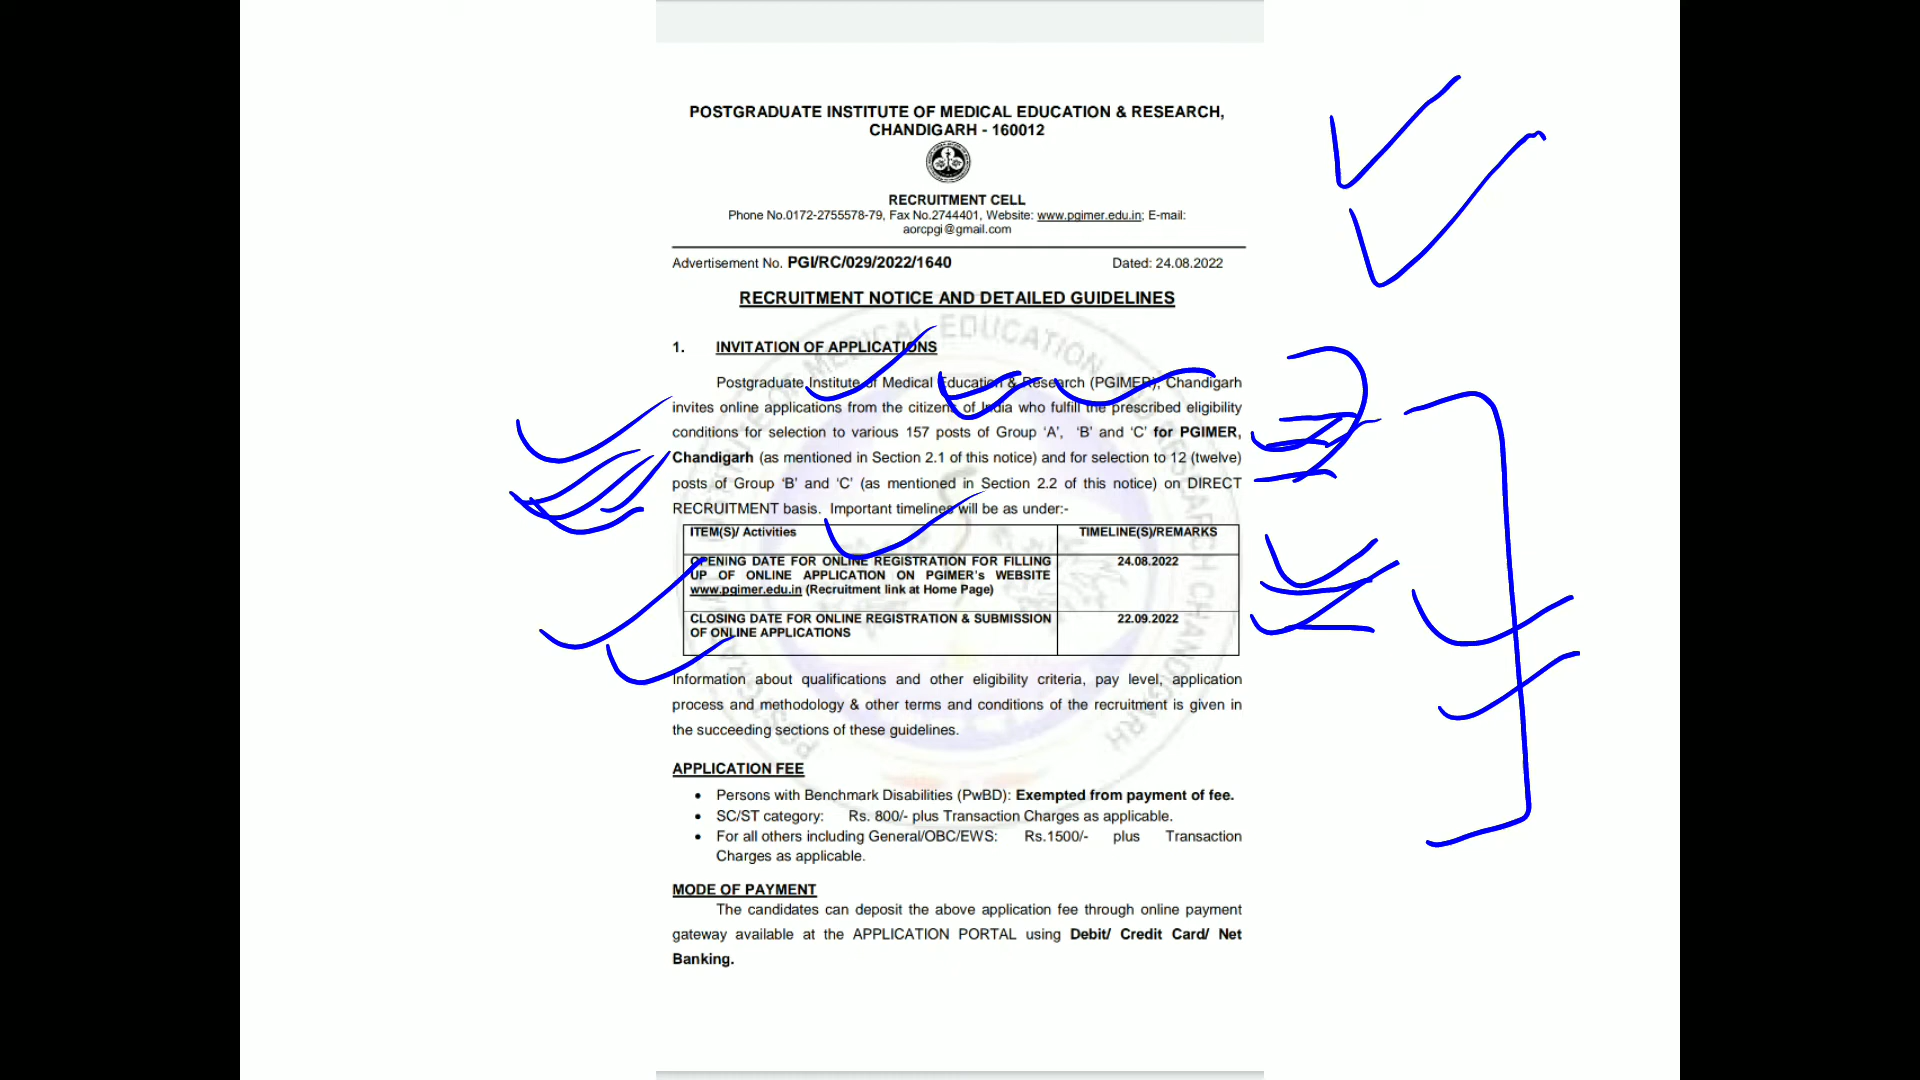 POSTGRADUATE INSTITUTE OF MEDICAL EDUCATION & RESEARCH,
CHANDIGARH - 160012
RECRUITMENT CELL
Phone No.0172-2755578-79, Fax No.2744401, Website: www.pgimer.edu.in; E-mail:
aorcpgi@gmail.com
Advertisement No. PGI/RC/029/2022/1640 Dated: 24.08.2022
RECRUITMENT NOTICE AND DETAILED GUIDELINES
1. INVITATION OF APPLICATIONS
Postgraduate Institute of Medical Education & Research (PGIMER), Chandigarh
invites online applications from the citizens of India who fulfill the prescribed eligibility
conditions for selection to various 157 posts of Group ‘A’, ‘B’ and ‘C’ for PGIMER,
Chandigarh (as mentioned in Section 2.1 of this notice) and for selection to 12 (twelve)
posts of Group ‘B’ and ‘C’ (as mentioned in Section 2.2 of this notice) on DIRECT
RECRUITMENT basis. Important timelines will be as under:-
ITEM(S)/ Activities TIMELINE(S)/REMARKS
OPENING DATE FOR ONLINE REGISTRATION FOR FILLING 24.08.2022
UP OF ONLINE APPLICATION ON PGIMER's WEBSITE
www.pgimer.edu.in (Recruitment link at Home Page)
CLOSING DATE FOR ONLINE REGISTRATION & SUBMISSION 22.09.2022
OF ONLINE APPLICATIONS
Information about qualifications and other eligibility criteria, pay level, application
process and methodology & other terms and conditions of the recruitment is given in
the succeeding sections of these guidelines.
APPLICATION FEE
• Persons with Benchmark Disabilities (PwBD): Exempted from payment of fee.
• SC/ST category: Rs. 800/- plus Transaction Charges as applicable.
• For all others including General/OBC/EWS: Rs.1500/- plus Transaction
Charges as applicable.
MODE OF PAYMENT
The candidates can deposit the above application fee through online payment
gateway available at the APPLICATION PORTAL using Debit/ Credit Card/ Net
Banking.